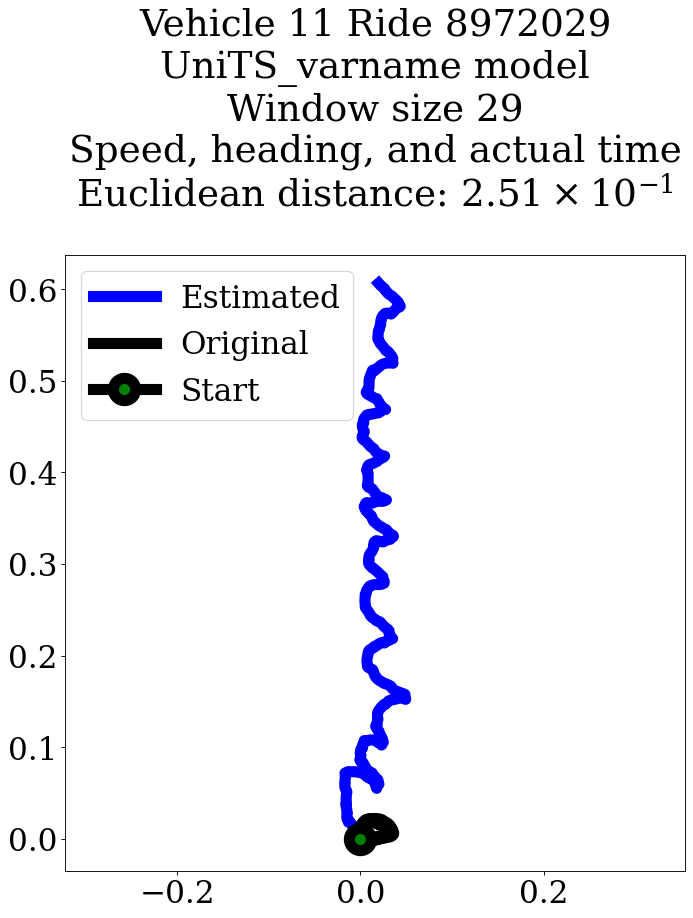 Vehicle 11 Ride 8972029
UniTS_varname model
Window size 29
Speed, heading, and actual time
Euclidean distance: 2.51 × 10⁻¹
Estimated
Original
Start
0.6
0.5
0.4
0.3
0.2
0.1
0.0
−0.2 0.0 0.2